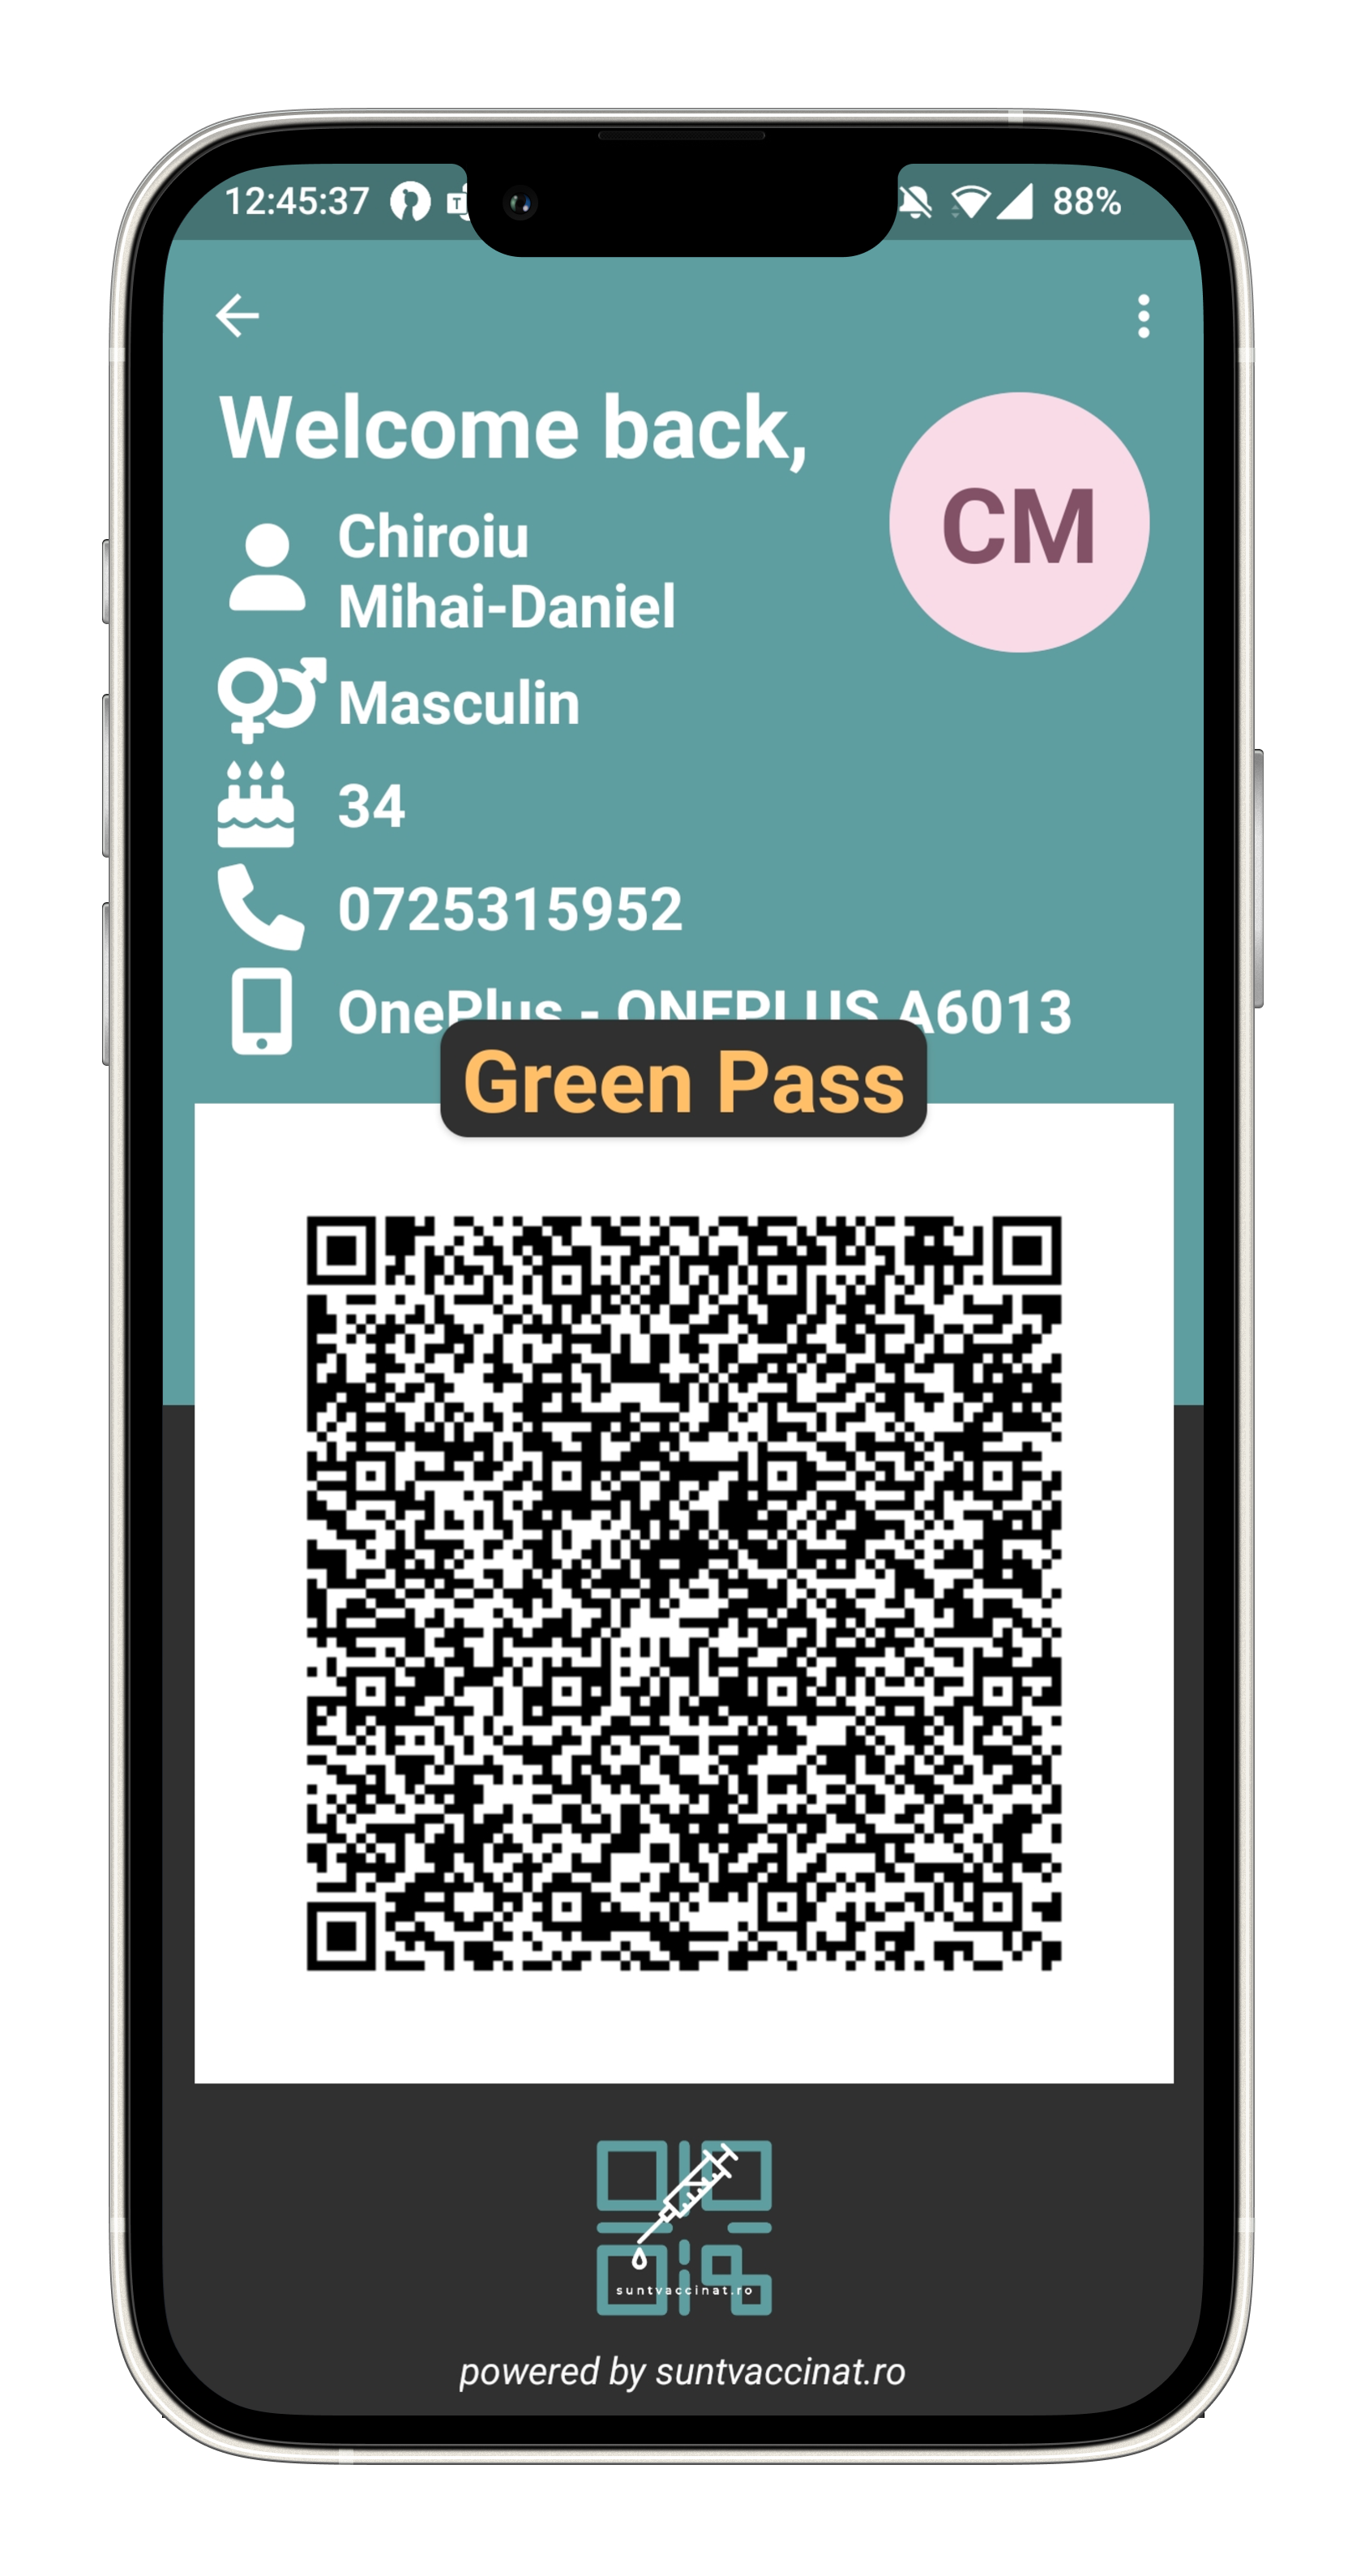 12:45:37
88%
Welcome back,
CM
Chiroiu
Mihai-Daniel
Masculin
34
0725315952
OnePlus - ONEPLUS A6013
Green Pass
suntvaccinat.ro
powered by suntvaccinat.ro